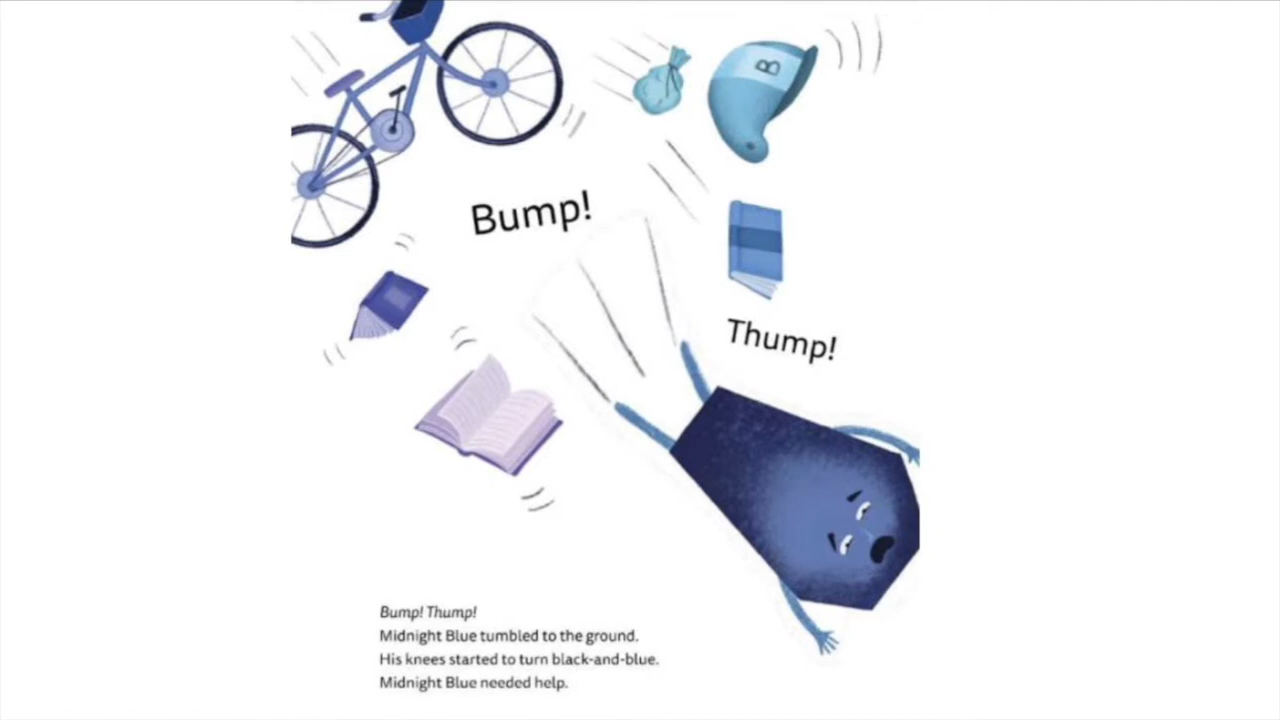 B
Bump!
Thump!
Bump! Thump!
Midnight Blue tumbled to the ground.
His knees started to turn black-and-blue.
Midnight Blue needed help.